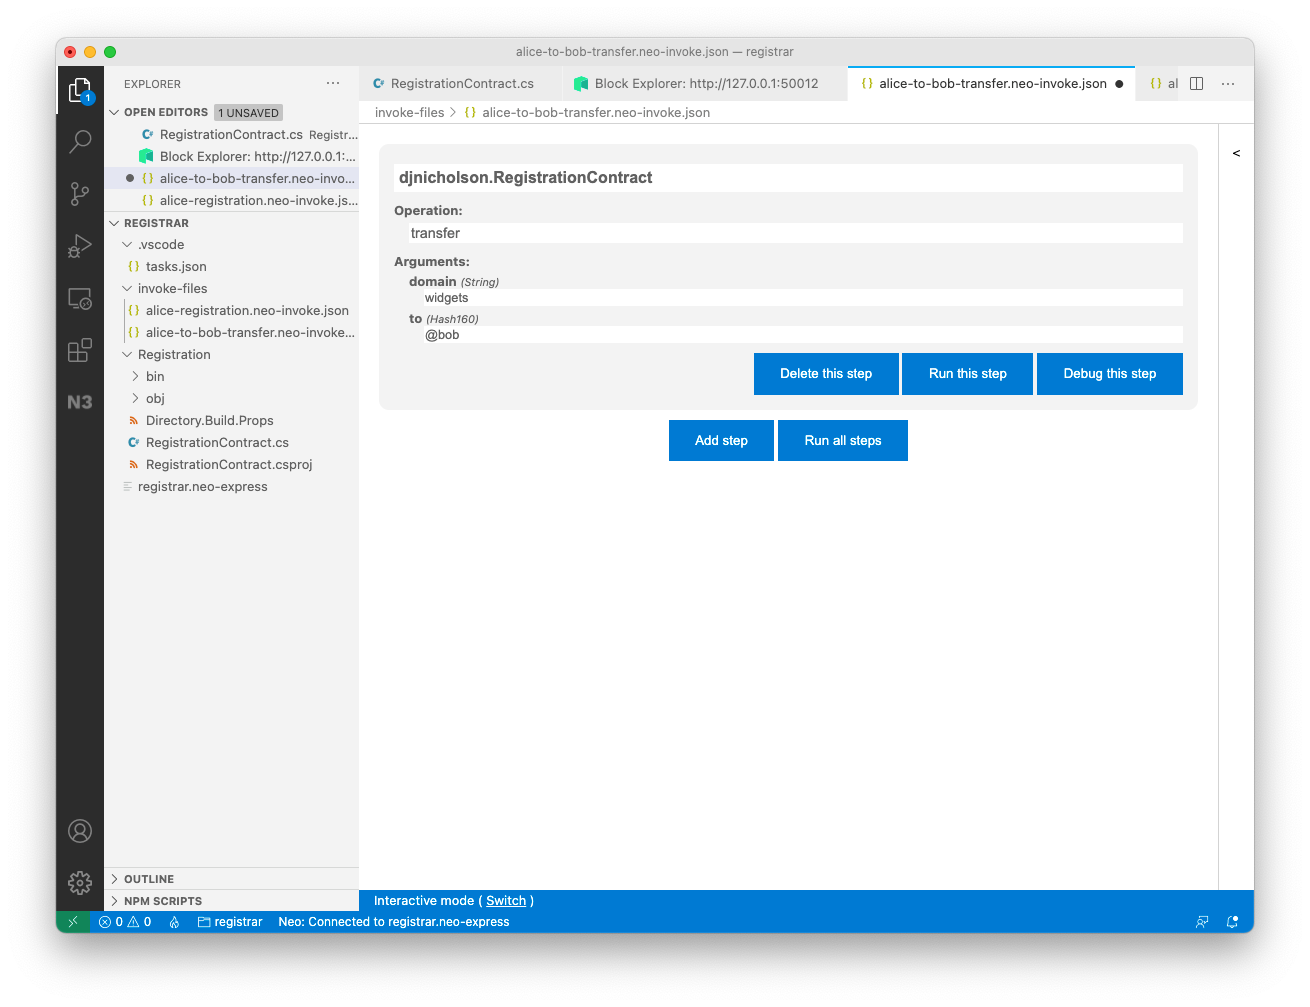 alice-to-bob-transfer.neo-invoke.json — registrar
1
EXPLORER
OPEN EDITORS 1 UNSAVED
RegistrationContract.cs Registr...
Block Explorer: http://127.0.0.1:...
alice-to-bob-transfer.neo-invo...
alice-registration.neo-invoke.js...
REGISTRAR
.vscode
tasks.json
invoke-files
alice-registration.neo-invoke.json
alice-to-bob-transfer.neo-invoke...
Registration
bin
obj
Directory.Build.Props
RegistrationContract.cs
RegistrationContract.csproj
registrar.neo-express
N3
OUTLINE
NPM SCRIPTS
RegistrationContract.cs
Block Explorer: http://127.0.0.1:50012
alice-to-bob-transfer.neo-invoke.json
al
invoke-files > {} alice-to-bob-transfer.neo-invoke.json
<
djnicholson.RegistrationContract
Operation:
transfer
Arguments:
domain (String)
widgets
to (Hash160)
@bob
Delete this step
Run this step
Debug this step
Add step
Run all steps
Interactive mode ( Switch )
0 0 registrar Neo: Connected to registrar.neo-express